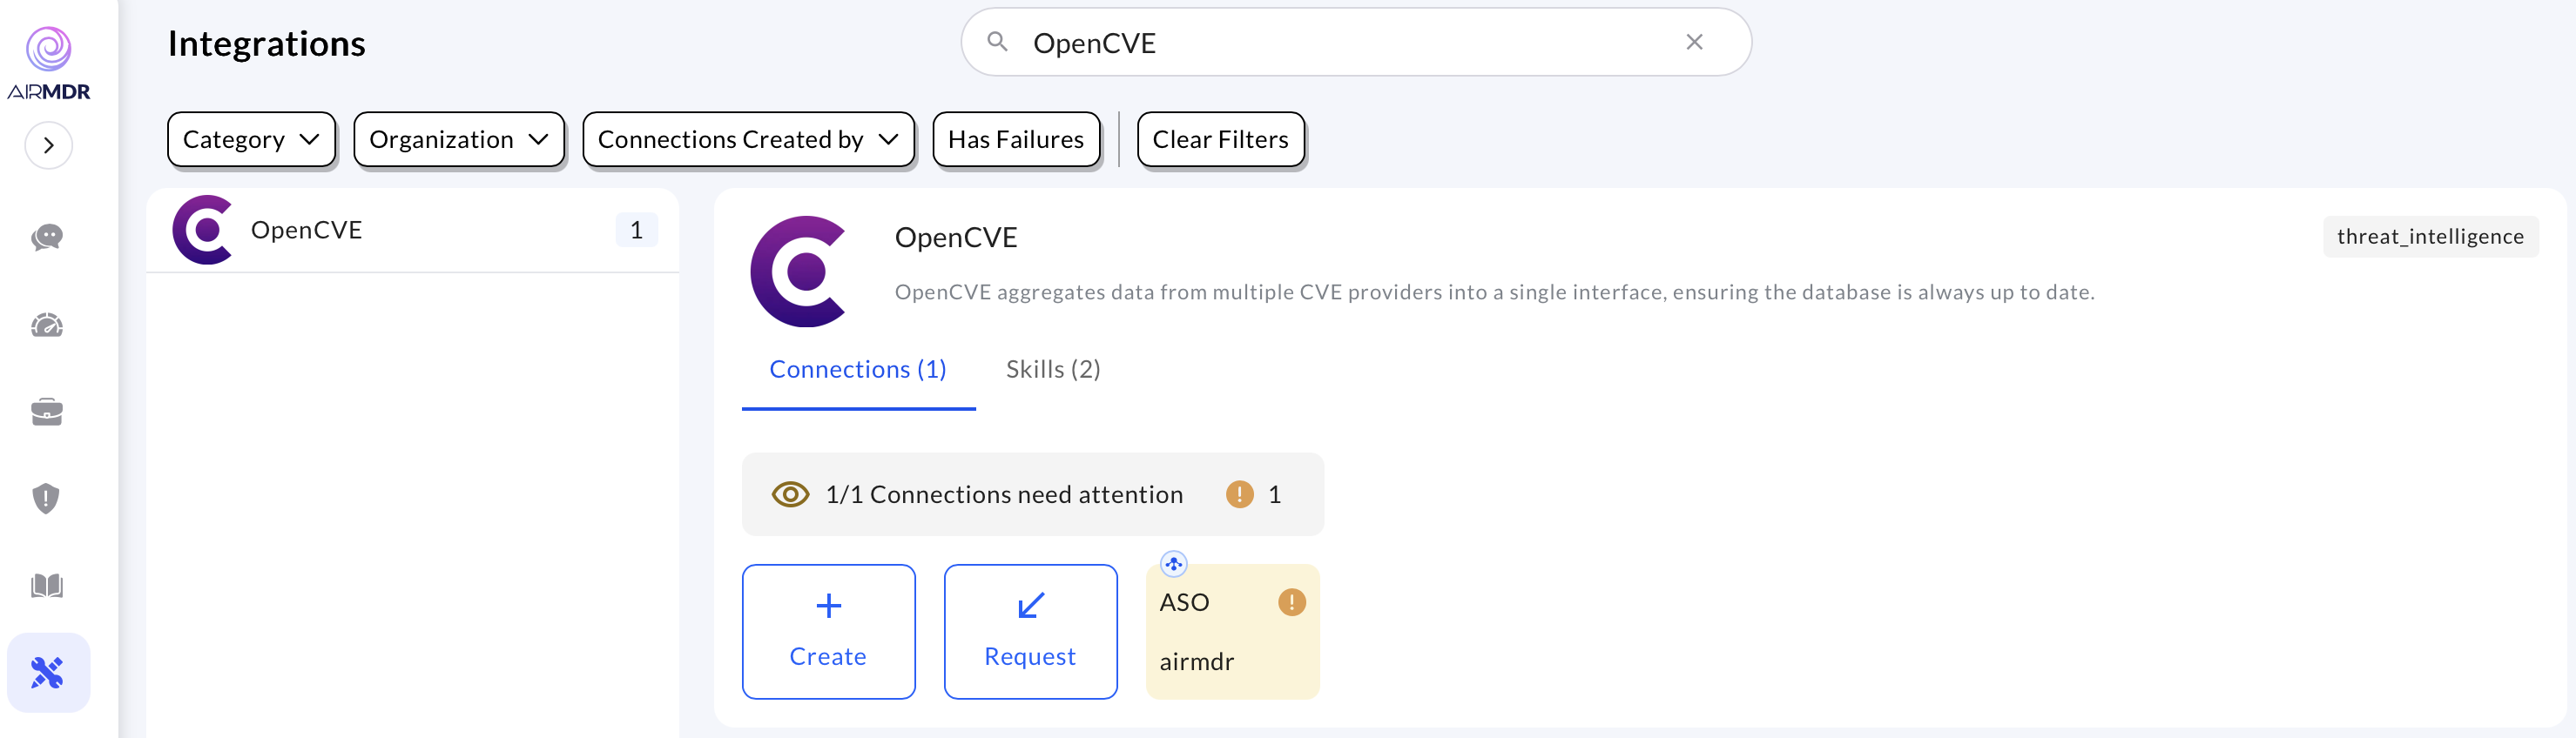 AIRMDR
Integrations
OpenCVE
Category
Organization
Connections Created by
Has Failures
Clear Filters
OpenCVE
1
OpenCVE
threat_intelligence
OpenCVE aggregates data from multiple CVE providers into a single interface, ensuring the database is always up to date.
Connections (1)
Skills (2)
1/1 Connections need attention
1
Create
Request
ASO
airmdr